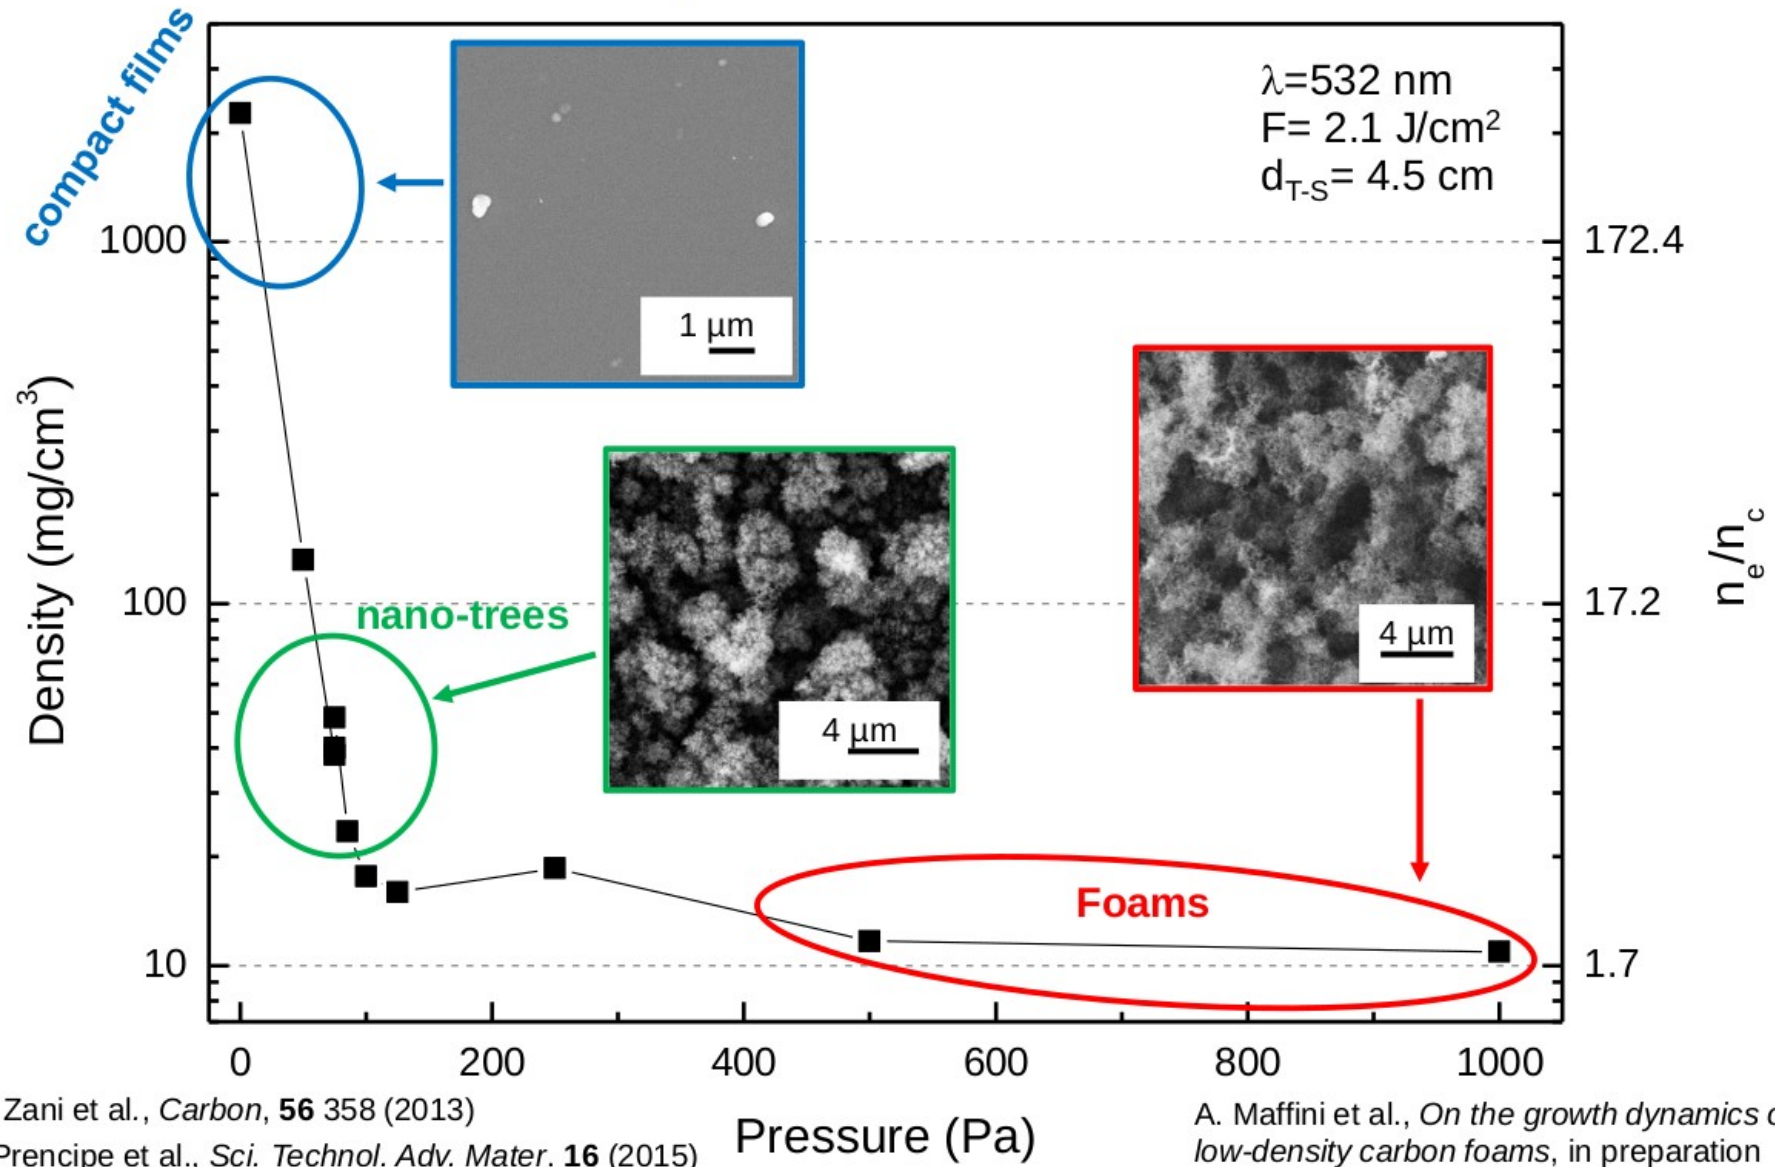 compact films
λ=532 nm
F= 2.1 J/cm²
d_T-S= 4.5 cm
1 µm
1000
172.4
Density (mg/cm³)
n_e/n_c
100
17.2
nano-trees
4 µm
4 µm
Foams
10
1.7
0 200 400 600 800 1000
Pressure (Pa)
Zani et al., Carbon, 56 358 (2013)
Prencipe et al., Sci. Technol. Adv. Mater. 16 (2015)
A. Maffini et al., On the growth dynamics o
low-density carbon foams, in preparation